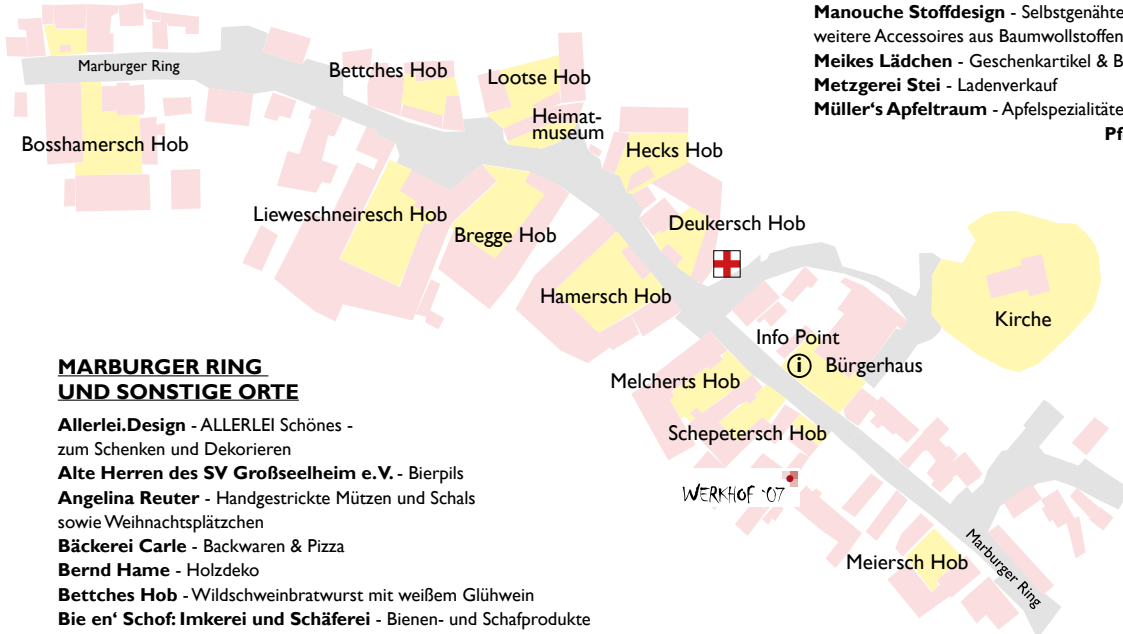 Manouche Stoffdesign - Selbstgenähte
weitere Accessoires aus Baumwollstoffen
Meikes Lädchen - Geschenkartikel & B
Metzgerei Stei - Ladenverkauf
Müller‘s Apfeltraum - Apfelspezialitäte
Pf
Marburger Ring
Bettches Hob
Lootse Hob
Heimat-
museum
Bosshamersch Hob
Hecks Hob
Lieweschneiresch Hob
Bregge Hob
Deukersch Hob
Hamersch Hob
Kirche
Info Point
i Bürgerhaus
Melcherts Hob
Schepetersch Hob
WERKHOF '07
Meiersch Hob
Marburger Ring
MARBURGER RING
UND SONSTIGE ORTE
Allerlei.Design - ALLERLEI Schönes -
zum Schenken und Dekorieren
Alte Herren des SV Großseelheim e.V. - Bierpils
Angelina Reuter - Handgestrickte Mützen und Schals
sowie Weihnachtsplätzchen
Bäckerei Carle - Backwaren & Pizza
Bernd Hame - Holzdeko
Bettches Hob - Wildschweinbratwurst mit weißem Glühwein
Bie en‘ Schof: Imkerei und Schäferei - Bienen- und Schafprodukte